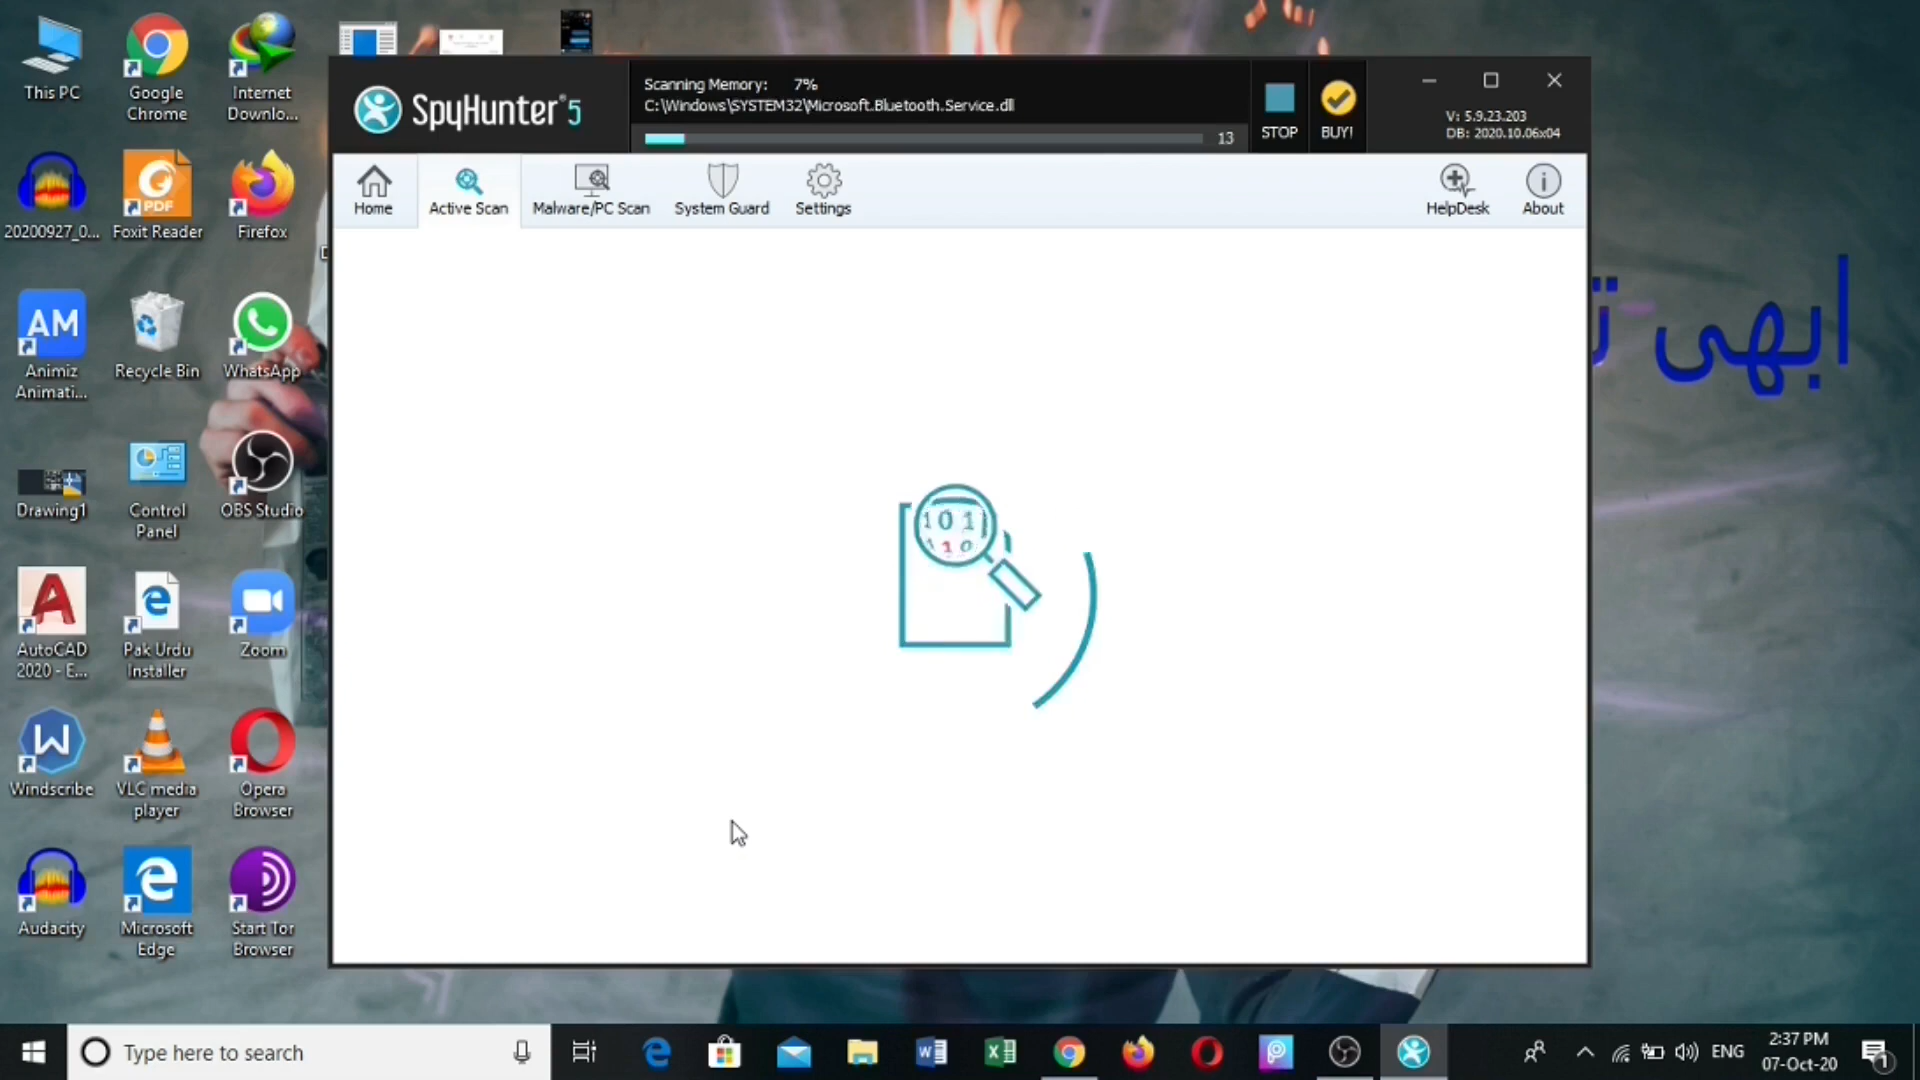 This PC
Google
Chrome
Internet
Downlo...
20200927_0...
PDF
Foxit Reader
Firefox
AM
Animiz
Animati...
Recycle Bin
WhatsApp
Drawing1
Control
Panel
OBS Studio
AutoCAD
2020 - E...
Pak Urdu
Installer
Zoom
Windscribe
VLC media
player
Opera
Browser
Audacity
Microsoft
Edge
Start Tor
Browser
SpyHunter® 5
Scanning Memory: 7%
C:\Windows\SYSTEM32\Microsoft.Bluetooth.Service.dll
13
STOP
BUY!
V: 5.9.23.203
DB: 2020.10.06x04
Home
Active Scan
Malware/PC Scan
System Guard
Settings
HelpDesk
About
101
10
ابھی
Type here to search
ENG
2:37 PM
07-Oct-20
1